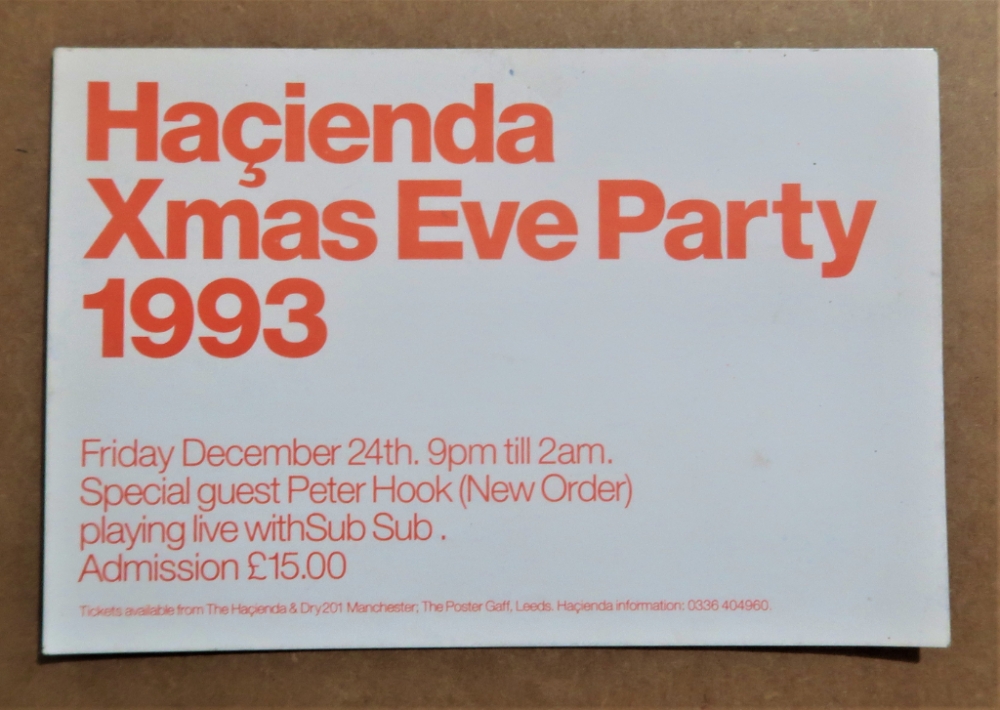 Haçienda
Xmas Eve Party
1993
Friday December 24th. 9pm till 2am.
Special guest Peter Hook (New Order)
playing live withSub Sub .
Admission £15.00
Tickets available from The Haçienda & Dry201 Manchester; The Poster Gaff, Leeds. Haçienda information: 0336 404960.